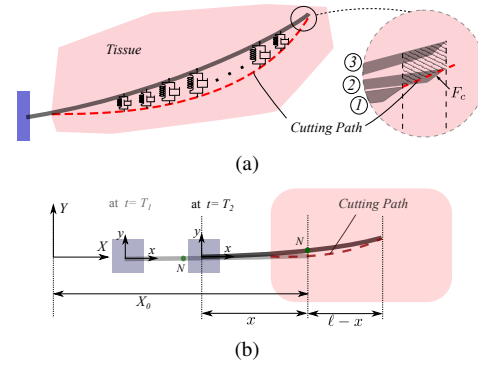 Tissue
3
2
1
F_c
Cutting Path
(a)
Y
at t= T_1
at t= T_2
Cutting Path
y
y
X
x
x
N
N
X_0
x
ℓ − x
(b)